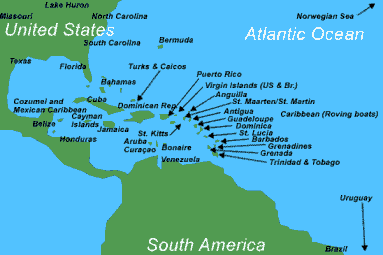 Lake Huron
Missouri
North Carolina
Norwegian Sea
United States
Atlantic Ocean
South Carolina
Bermuda
Texas
Florida
Turks & Caicos
Bahamas
Puerto Rico
Virgin Islands (US & Br.)
Anguilla
Cozumel and
Mexican Caribbean
Cuba
Dominican Rep.
St. Maarten/St. Martin
Antigua
Caribbean (Roving boats)
Cayman
Islands
Guadeloupe
Belize
Jamaica
St. Kitts
Dominica
St. Lucia
Honduras
Aruba
Curaçao
Bonaire
Barbados
Grenadines
Grenada
Venezuela
Trinidad & Tobago
Uruguay
South America
Brazil